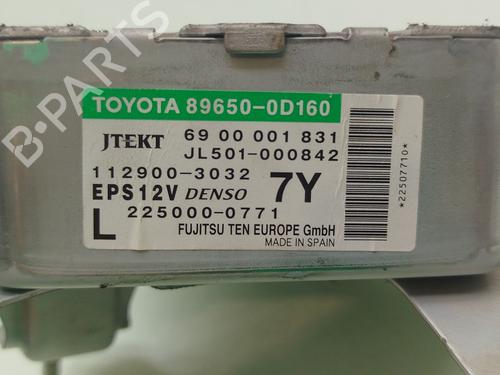 B-PARTS
TOYOTA 89650-0D160
JTEKT 69 00 001 831
JL501-000842
112900-3032 7Y
EPS12V DENSO
L 225000-0771
FUJITSU TEN EUROPE GmbH
MADE IN SPAIN
*22507710*